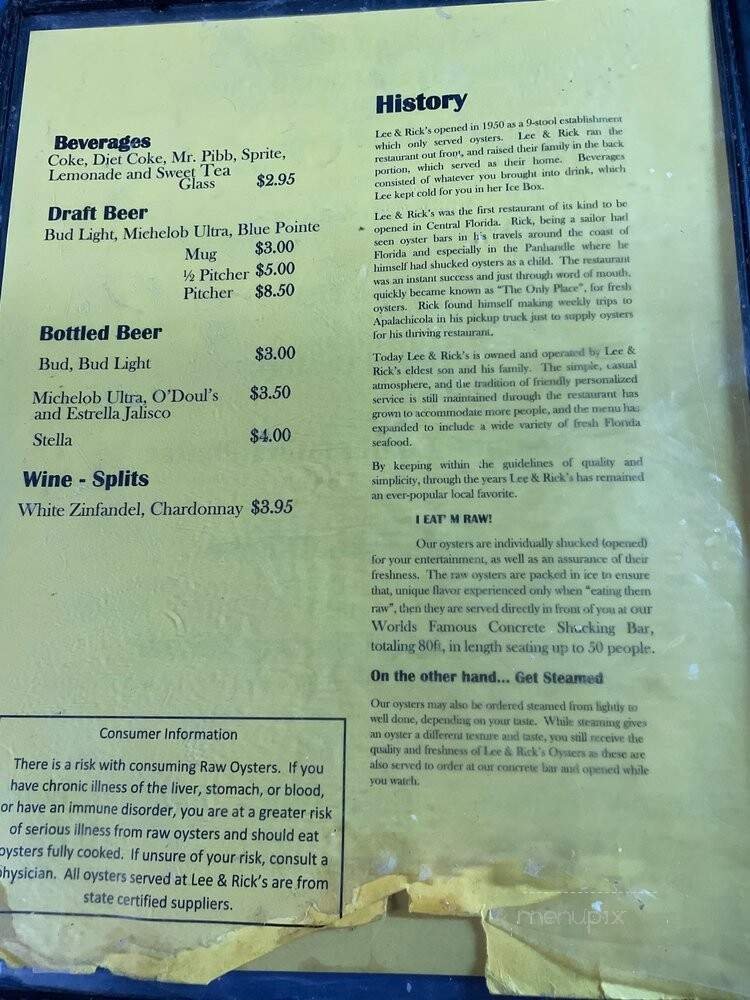 Beverages
Coke, Diet Coke, Mr. Pibb, Sprite,
Lemonade and Sweet Tea
Glass $2.95
Draft Beer
Bud Light, Michelob Ultra, Blue Pointe
Mug $3.00
½ Pitcher $5.00
Pitcher $8.50
Bottled Beer
Bud, Bud Light $3.00
Michelob Ultra, O'Doul's $3.50
and Estrella Jalisco
Stella $4.00
Wine - Splits
White Zinfandel, Chardonnay $3.95
Consumer Information
There is a risk with consuming Raw Oysters. If you
have chronic illness of the liver, stomach, or blood,
or have an immune disorder, you are at a greater risk
of serious illness from raw oysters and should eat
oysters fully cooked. If unsure of your risk, consult a
physician. All oysters served at Lee & Rick's are from
state certified suppliers.
History
Lee & Rick's opened in 1950 as a 9-stool establishment
which only served oysters. Lee & Rick ran the
restaurant out front, and raised their family in the back
portion, which served as their home. Beverages
consisted of whatever you brought into drink, which
Lee kept cold for you in her Ice Box.
Lee & Rick's was the first restaurant of its kind to be
opened in Central Florida. Rick, being a sailor had
seen oyster bars in his travels around the coast of
Florida and especially in the Panhandle where he
himself had shucked oysters as a child. The restaurant
was an instant success and just through word of mouth,
quickly became known as "The Only Place", for fresh
oysters. Rick found himself making weekly trips to
Apalachicola in his pickup truck just to supply oysters
for his thriving restaurant.
Today Lee & Rick's is owned and operated by Lee &
Rick's eldest son and his family. The simple, casual
atmosphere, and the tradition of friendly personalized
service is still maintained through the restaurant has
grown to accommodate more people, and the menu has
expanded to include a wide variety of fresh Florida
seafood.
By keeping within the guidelines of quality and
simplicity, through the years Lee & Rick's has remained
an ever-popular local favorite.
I EAT' M RAW!
Our oysters are individually shucked (opened)
for your entertainment, as well as an assurance of their
freshness. The raw oysters are packed in ice to ensure
that, unique flavor experienced only when "eating them
raw", then they are served directly in front of you at our
Worlds Famous Concrete Shucking Bar,
totaling 80ft, in length seating up to 50 people.
On the other hand... Get Steamed
Our oysters may also be ordered steamed from lightly to
well done, depending on your taste. While steaming gives
an oyster a different texture and taste, you still receive the
quality and freshness of Lee & Rick's Oysters as these are
also served to order at our concrete bar and opened while
you watch.
menupix